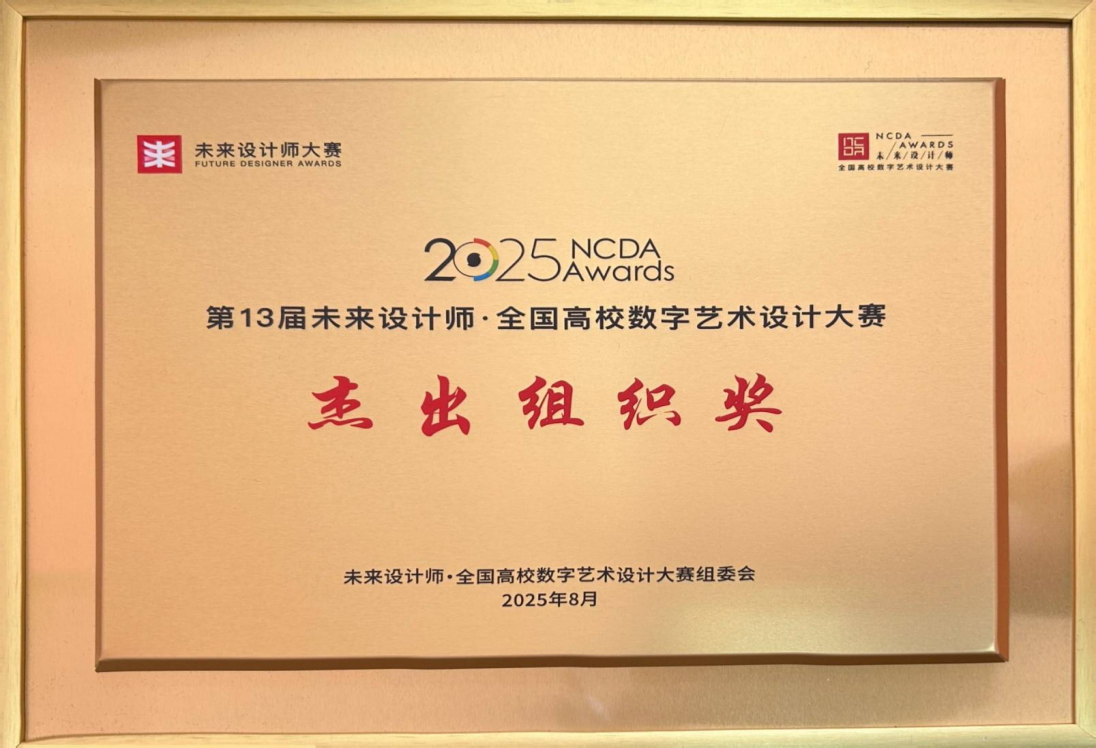 未来设计师大赛
FUTURE DESIGNER AWARDS
NCDA
AWARDS
未/来/设/计/师
全国高校数字艺术设计大赛
2025 NCDA
Awards
第13届未来设计师·全国高校数字艺术设计大赛
杰出组织奖
未来设计师·全国高校数字艺术设计大赛组委会
2025年8月